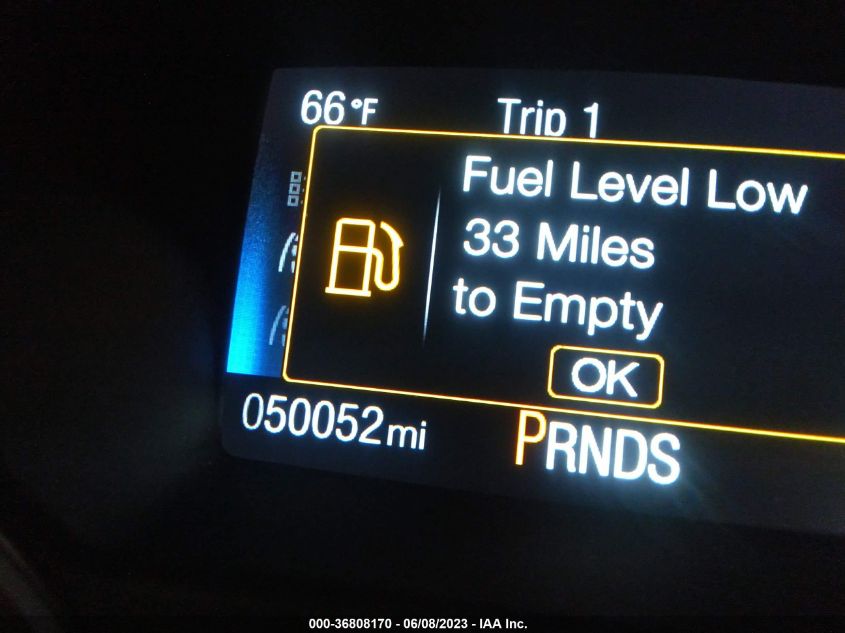 66°F Trip 1
Fuel Level Low
33 Miles
to Empty
OK
050052mi PRNDS
000-36808170 - 06/08/2023 - IAA Inc.